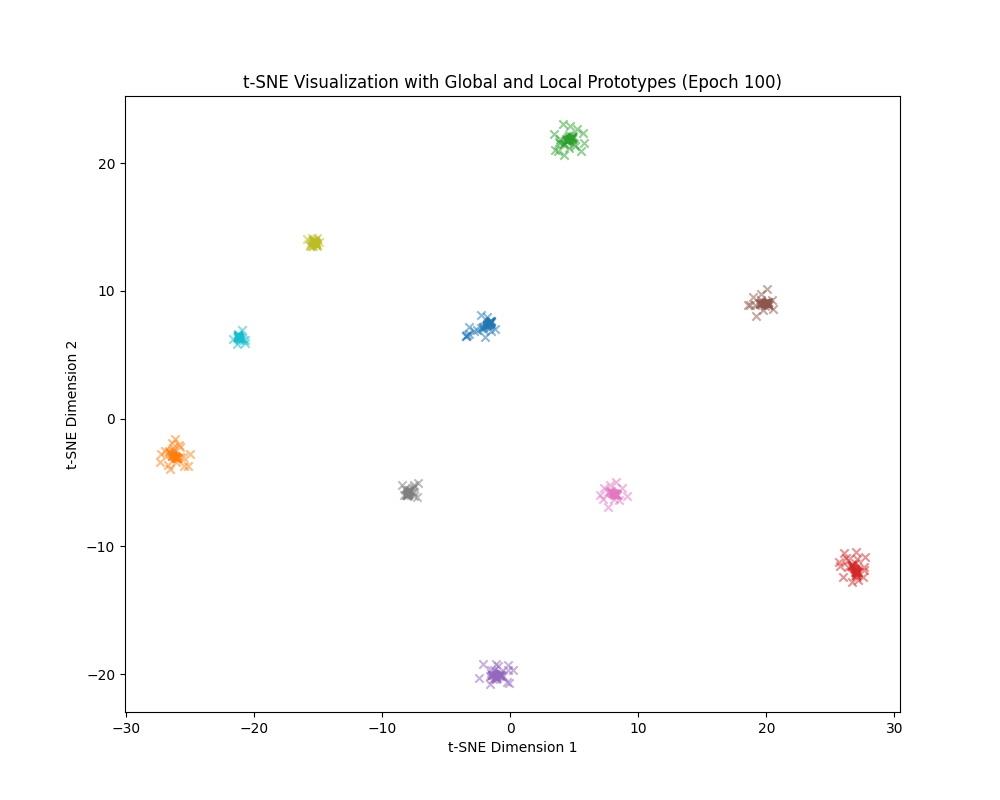 t-SNE Visualization with Global and Local Prototypes (Epoch 100)
20
10
0
−10
−20
t-SNE Dimension 2
−30 −20 −10 0 10 20 30
t-SNE Dimension 1